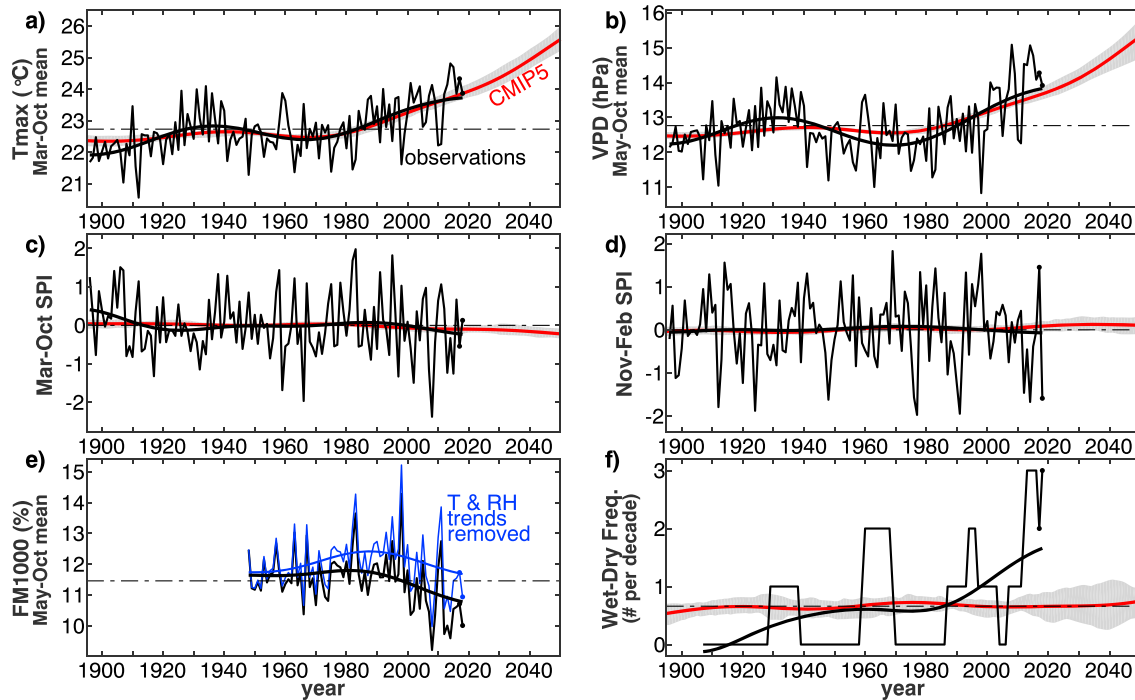 a)
26
25
24
23
22
21
Tmax (°C)
Mar-Oct mean
CMIP5
observations
1900 1920 1940 1960 1980 2000 2020 2040
b)
16
15
14
13
12
11
VPD (hPa)
May-Oct mean
1900 1920 1940 1960 1980 2000 2020 2040
c)
2
1
0
-1
-2
Mar-Oct SPI
1900 1920 1940 1960 1980 2000 2020 2040
d)
2
1
0
-1
-2
Nov-Feb SPI
1900 1920 1940 1960 1980 2000 2020 2040
e)
15
14
13
12
11
10
FM1000 (%)
May-Oct mean
T & RH
trends
removed
1900 1920 1940 1960 1980 2000 2020 2040
year
f)
3
2
1
0
Wet-Dry Freq.
(# per decade)
1900 1920 1940 1960 1980 2000 2020 2040
year